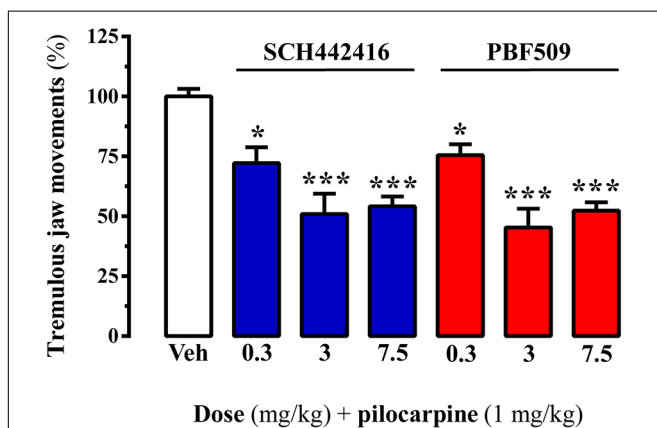 125
SCH442416 PBF509
100
75
50
25
0
Tremulous jaw movements (%)
* *** *** * *** ***
Veh 0.3 3 7.5 0.3 3 7.5
Dose (mg/kg) + pilocarpine (1 mg/kg)